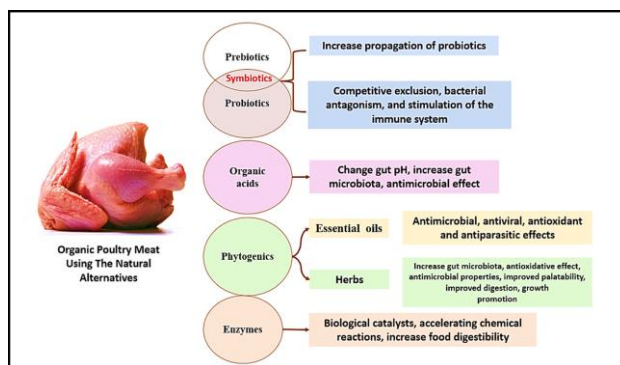 Prebiotics
Symbiotics
Probiotics
Increase propagation of probiotics
Competitive exclusion, bacterial
antagonism, and stimulation of the
immune system
Organic
acids
Change gut pH, increase gut
microbiota, antimicrobial effect
Organic Poultry Meat
Using The Natural
Alternatives
Phytogenics
Essential oils
Antimicrobial, antiviral, antioxidant
and antiparasitic effects
Herbs
Increase gut microbiota, antioxidative effect,
antimicrobial properties, improved palatability,
improved digestion, growth
promotion
Enzymes
Biological catalysts, accelerating chemical
reactions, increase food digestibility